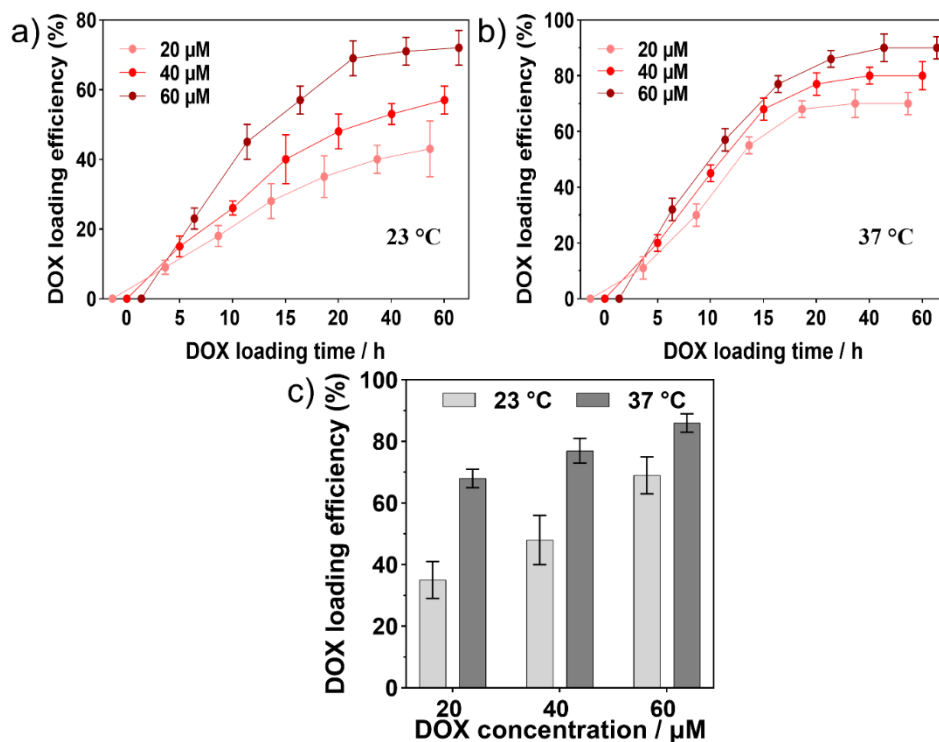 a)
DOX loading efficiency (%)
80
60
40
20
0
20 µM
40 µM
60 µM
23 °C
0 5 10 15 20 40 60
DOX loading time / h
b)
DOX loading efficiency (%)
100
80
60
40
20
0
20 µM
40 µM
60 µM
37 °C
0 5 10 15 20 40 60
DOX loading time / h
c)
DOX loading efficiency (%)
100
80
60
40
20
0
23 °C 37 °C
20 40 60
DOX concentration / µM